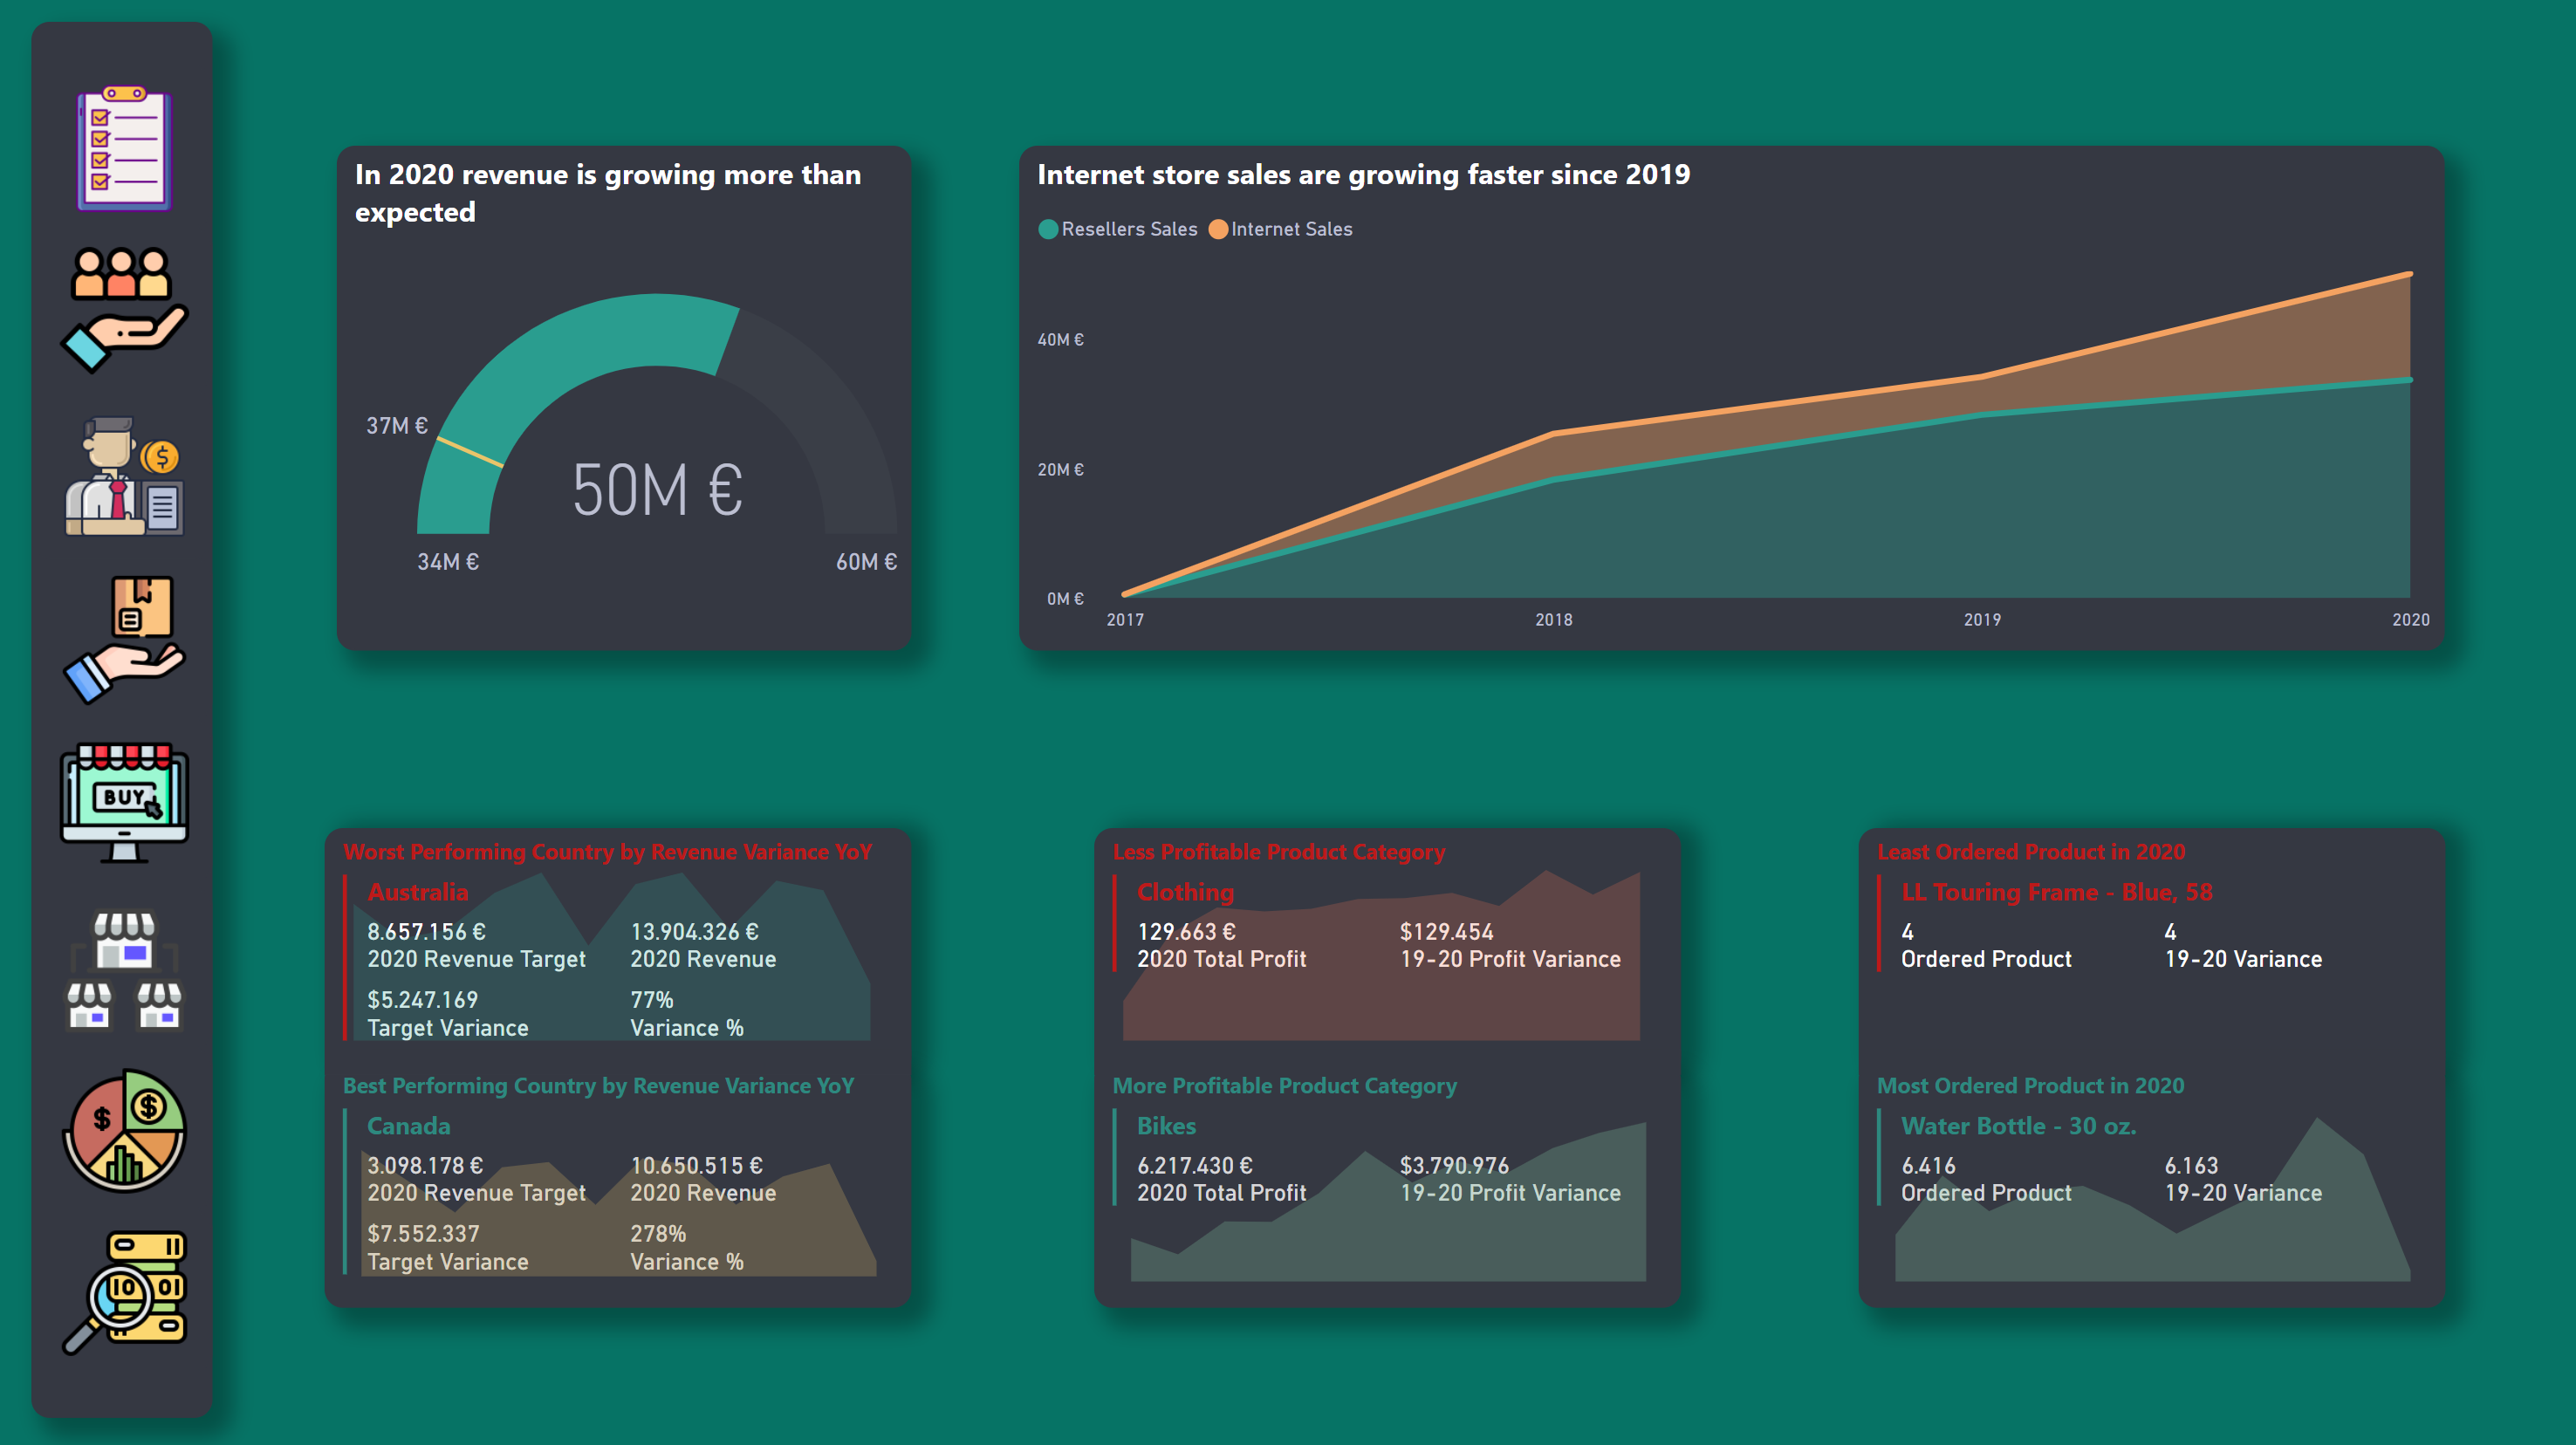 In 2020 revenue is growing more than
expected
37M €
50M €
34M €
60M €
Internet store sales are growing faster since 2019
Resellers Sales
Internet Sales
40M €
20M €
0M €
2017
2018
2019
2020
BUY
Worst Performing Country by Revenue Variance YoY
Australia
8.657.156 €
13.904.326 €
2020 Revenue Target
2020 Revenue
$5.247.169
77%
Target Variance
Variance %
Best Performing Country by Revenue Variance YoY
Canada
3.098.178 €
10.650.515 €
2020 Revenue Target
2020 Revenue
$7.552.337
278%
Target Variance
Variance %
Less Profitable Product Category
Clothing
129.663 €
$129.454
2020 Total Profit
19-20 Profit Variance
More Profitable Product Category
Bikes
6.217.430 €
$3.790.976
2020 Total Profit
19-20 Profit Variance
Least Ordered Product in 2020
LL Touring Frame - Blue, 58
4
4
Ordered Product
19-20 Variance
Most Ordered Product in 2020
Water Bottle - 30 oz.
6.416
6.163
Ordered Product
19-20 Variance
$
$
$
10
01